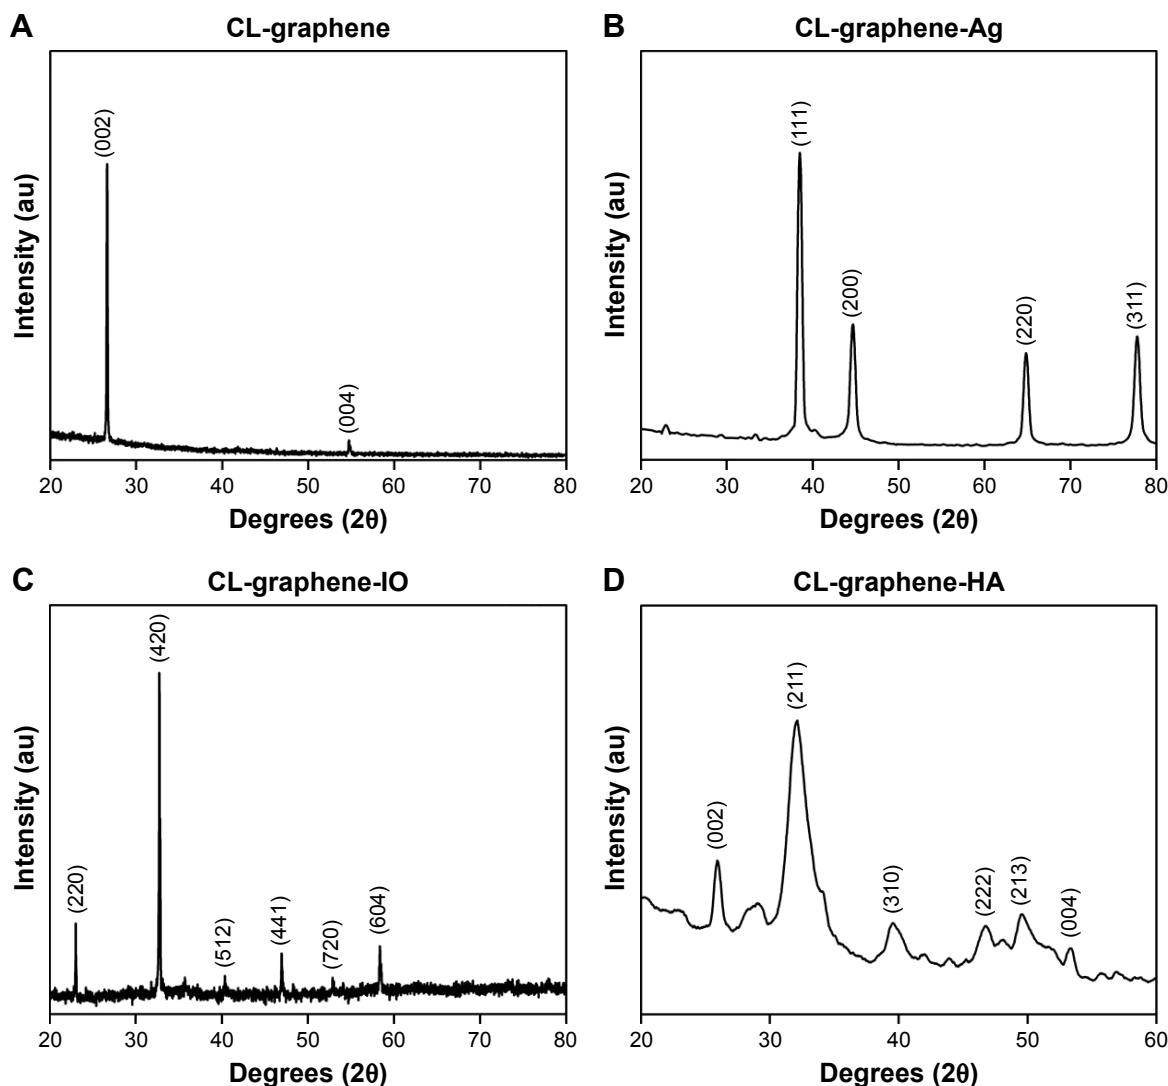 A
CL-graphene
Intensity (au)
(002)
(004)
20 30 40 50 60 70 80
Degrees (2θ)
B
CL-graphene-Ag
Intensity (au)
(111)
(200)
(220)
(311)
20 30 40 50 60 70 80
Degrees (2θ)
C
CL-graphene-IO
Intensity (au)
(220)
(420)
(512)
(441)
(720)
(604)
20 30 40 50 60 70 80
Degrees (2θ)
D
CL-graphene-HA
Intensity (au)
(002)
(211)
(310)
(222)
(213)
(004)
20 30 40 50 60
Degrees (2θ)